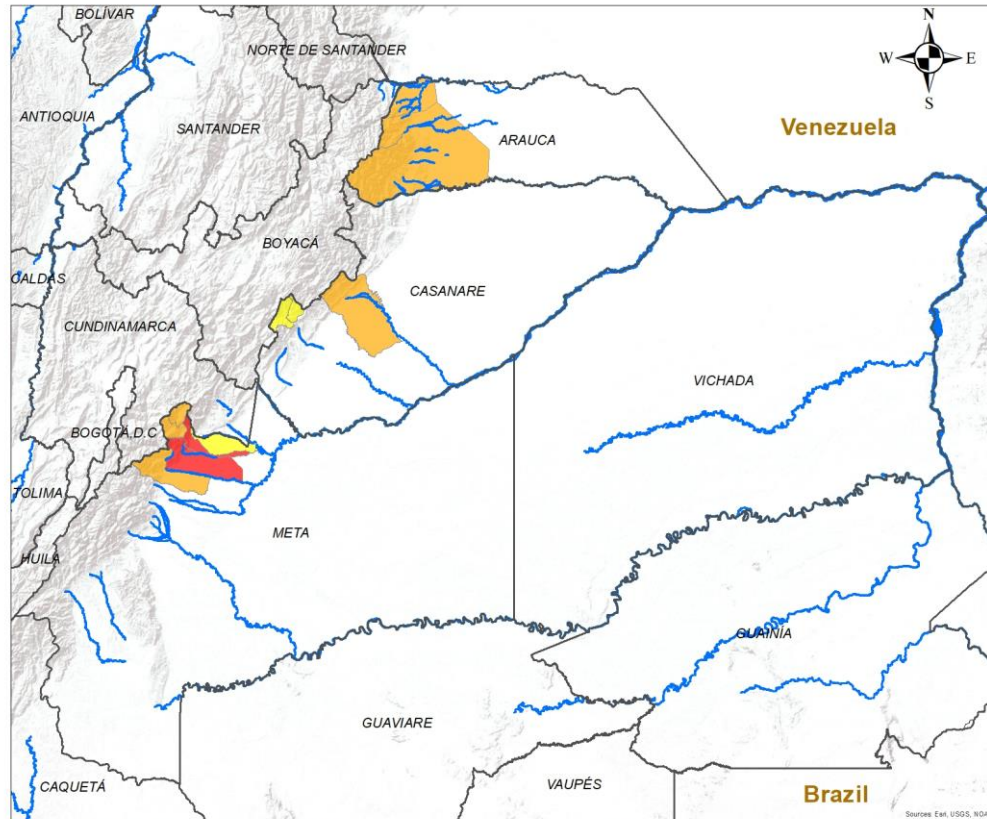 BOLÍVAR
N
NORTE DE SANTANDER
W E
S
ANTIOQUIA
SANTANDER
ARAUCA
Venezuela
BOYACÁ
CALDAS
CASANARE
CUNDINAMARCA
VICHADA
BOGOTÁ D.C
TOLIMA
META
HUILA
GUAINÍA
GUAVIARE
CAQUETÁ
VAUPÉS
Brazil
Sources: Esri, USGS, NOA